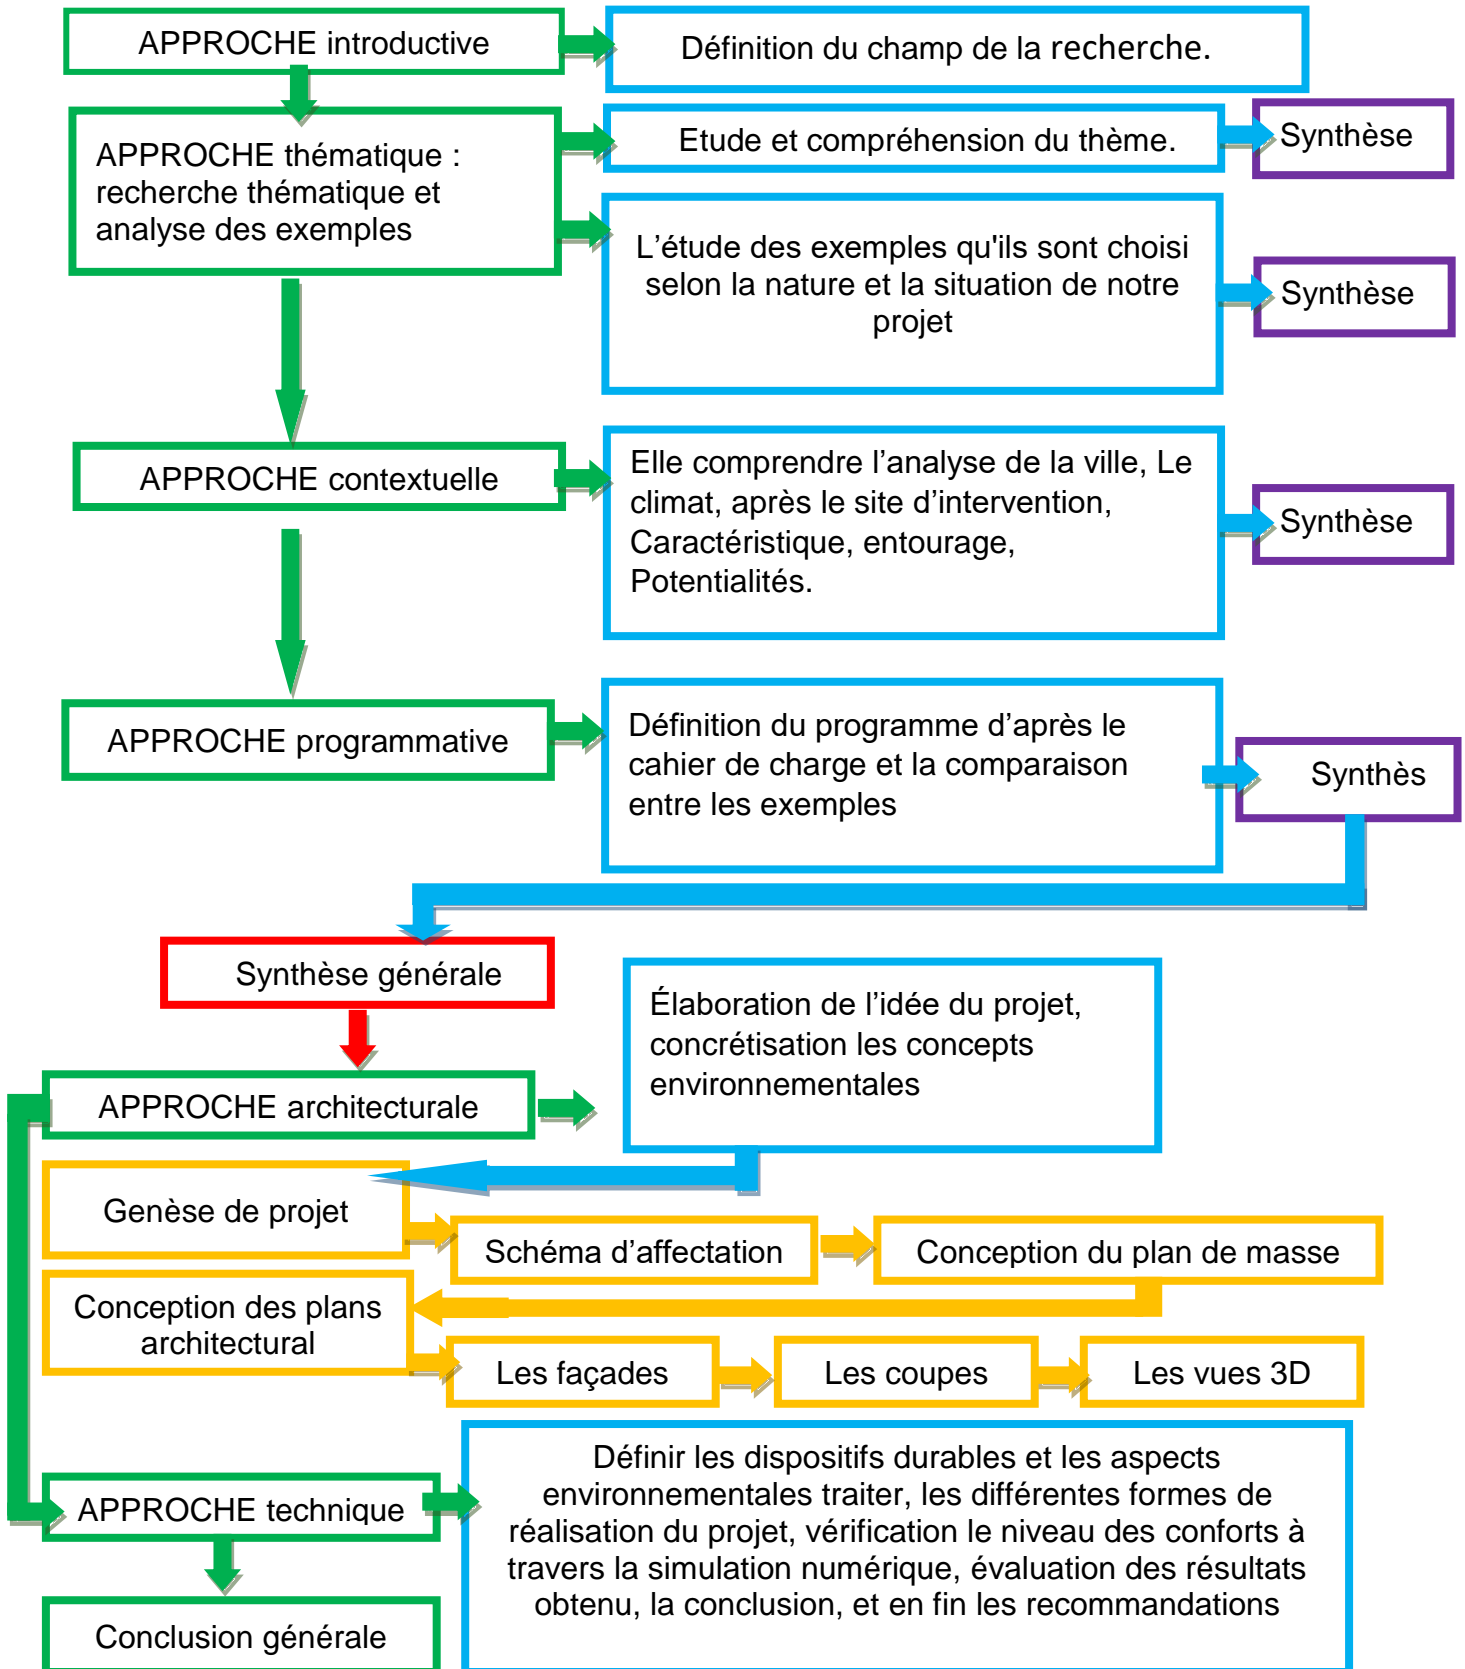 APPROCHE introductive
Définition du champ de la recherche.
APPROCHE thématique :
recherche thématique et
analyse des exemples
Etude et compréhension du thème.
Synthèse
L’étude des exemples qu'ils sont choisi
selon la nature et la situation de notre
projet
Synthèse
APPROCHE contextuelle
Elle comprendre l’analyse de la ville, Le
climat, après le site d’intervention,
Caractéristique, entourage,
Potentialités.
Synthèse
APPROCHE programmative
Définition du programme d’après le
cahier de charge et la comparaison
entre les exemples
Synthès
Synthèse générale
Élaboration de l’idée du projet,
concrétisation les concepts
environnementales
APPROCHE architecturale
Genèse de projet
Schéma d’affectation
Conception du plan de masse
Conception des plans
architectural
Les façades
Les coupes
Les vues 3D
Définir les dispositifs durables et les aspects
environnementales traiter, les différentes formes de
réalisation du projet, vérification le niveau des conforts à
travers la simulation numérique, évaluation des résultats
obtenu, la conclusion, et en fin les recommandations
APPROCHE technique
Conclusion générale